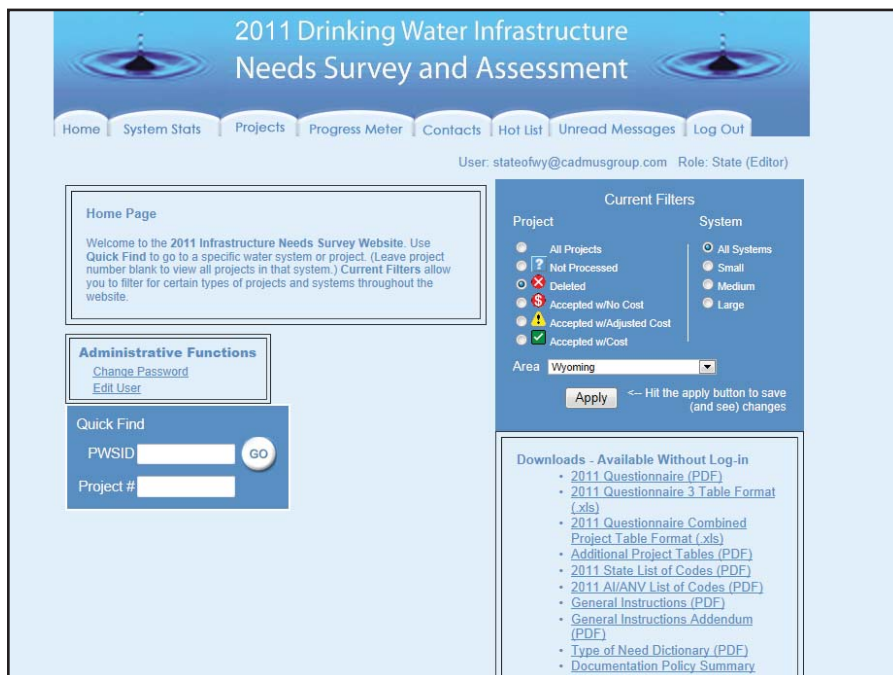 2011 Drinking Water Infrastructure
Needs Survey and Assessment
Home System Stats Projects Progress Meter Contacts Hot List Unread Messages Log Out
User: stateofwy@cadmusgroup.com Role: State (Editor)
Home Page
Welcome to the 2011 Infrastructure Needs Survey Website. Use
Quick Find to go to a specific water system or project. (Leave project
number blank to view all projects in that system.) Current Filters allow
you to filter for certain types of projects and systems throughout the
website.
Administrative Functions
Change Password
Edit User
Quick Find
PWSID GO
Project #
Current Filters
Project System
All Projects All Systems
? Not Processed Small
Deleted Medium
$ Accepted w/No Cost Large
! Accepted w/Adjusted Cost
Accepted w/Cost
Area Wyoming
Apply <-- Hit the apply button to save
(and see) changes
Downloads - Available Without Log-in
• 2011 Questionnaire (PDF)
• 2011 Questionnaire 3 Table Format
(.xls)
• 2011 Questionnaire Combined
Project Table Format (.xls)
• Additional Project Tables (PDF)
• 2011 State List of Codes (PDF)
• 2011 AI/ANV List of Codes (PDF)
• General Instructions (PDF)
• General Instructions Addendum
(PDF)
• Type of Need Dictionary (PDF)
• Documentation Policy Summary